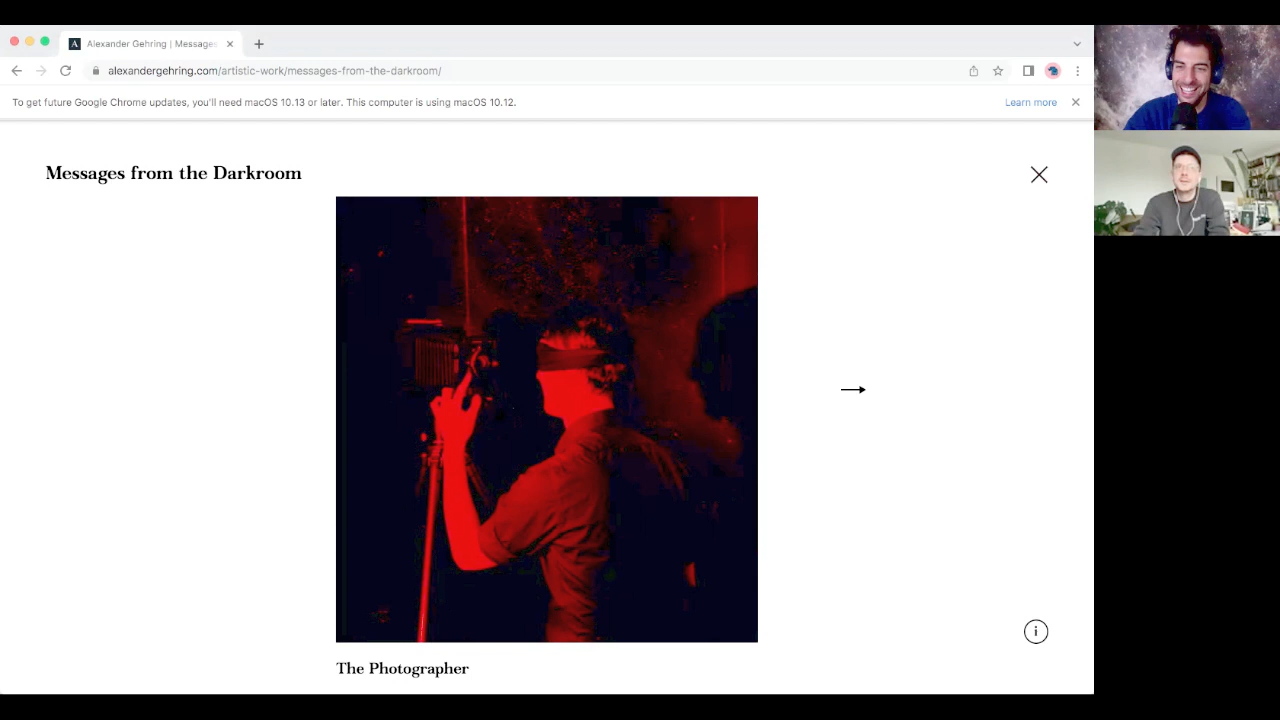 Alexander Gehring | Messages
alexandergehring.com/artistic-work/messages-from-the-darkroom/
To get future Google Chrome updates, you'll need macOS 10.13 or later. This computer is using macOS 10.12.
Learn more
Messages from the Darkroom
The Photographer